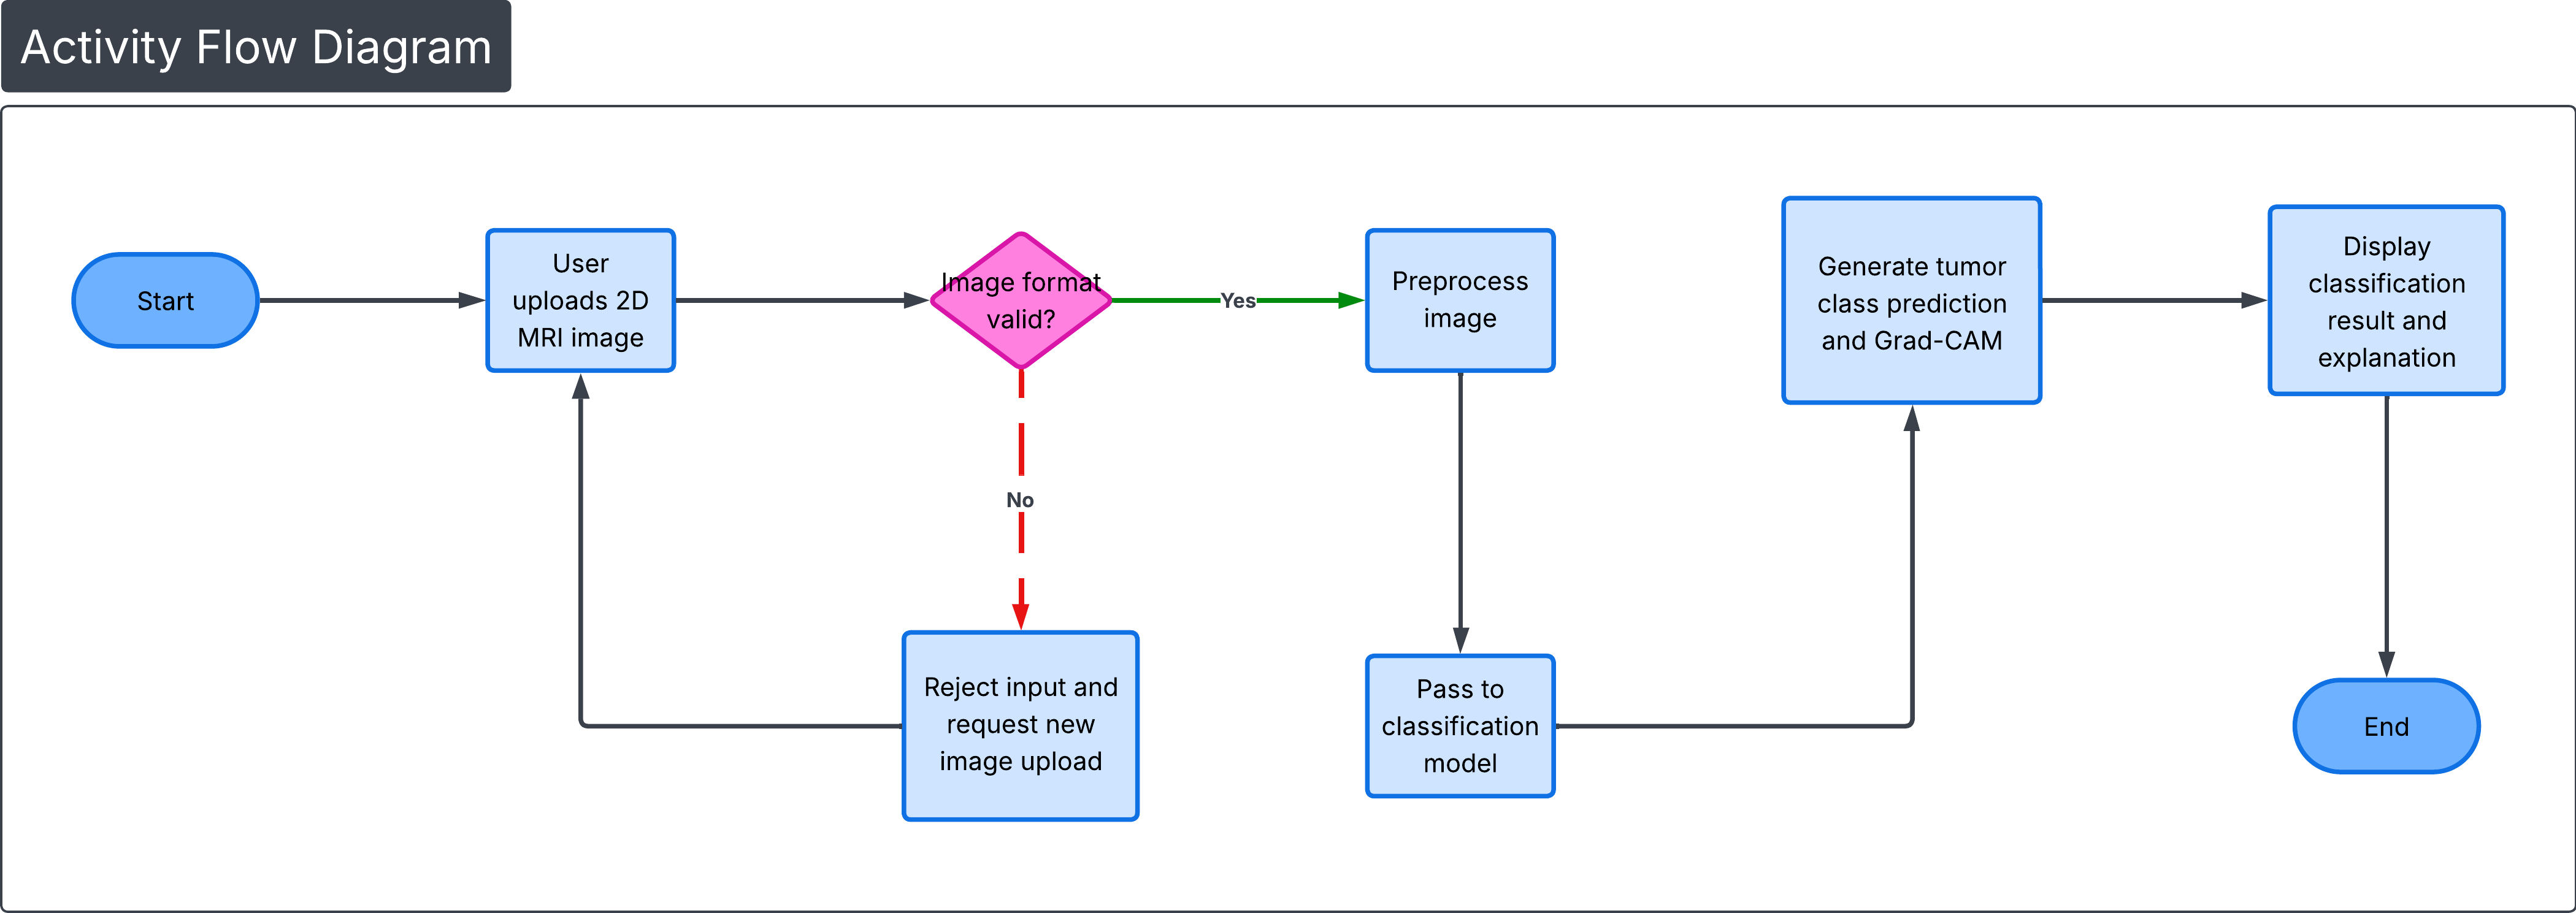 Activity Flow Diagram
Start
User
uploads 2D
MRI image
Image format
valid?
Yes
Preprocess
image
Generate tumor
class prediction
and Grad-CAM
Display
classification
result and
explanation
No
Reject input and
request new
image upload
Pass to
classification
model
End